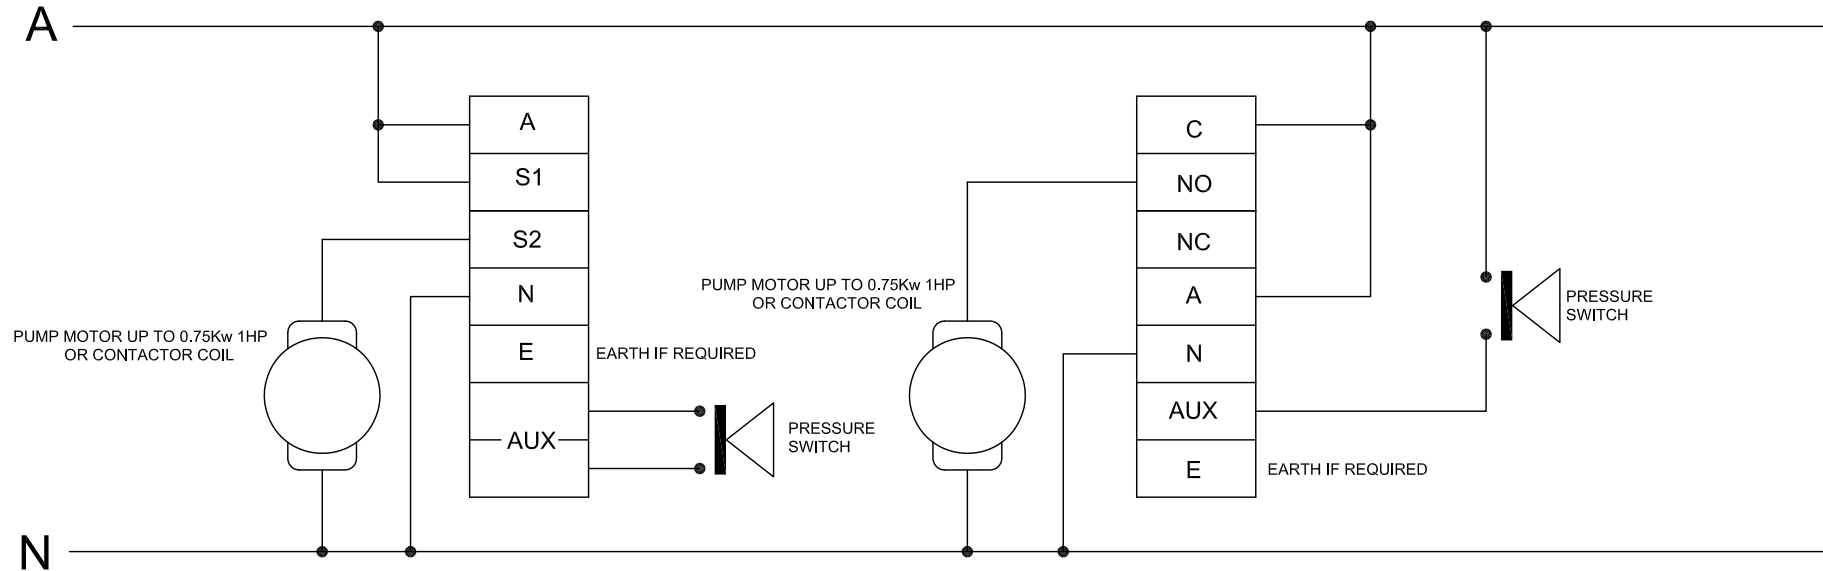 A
A
S1
S2
N
E
EARTH IF REQUIRED
AUX
PUMP MOTOR UP TO 0.75Kw 1HP
OR CONTACTOR COIL
PRESSURE
SWITCH
C
NO
NC
A
N
AUX
E
EARTH IF REQUIRED
PUMP MOTOR UP TO 0.75Kw 1HP
OR CONTACTOR COIL
PRESSURE
SWITCH
N